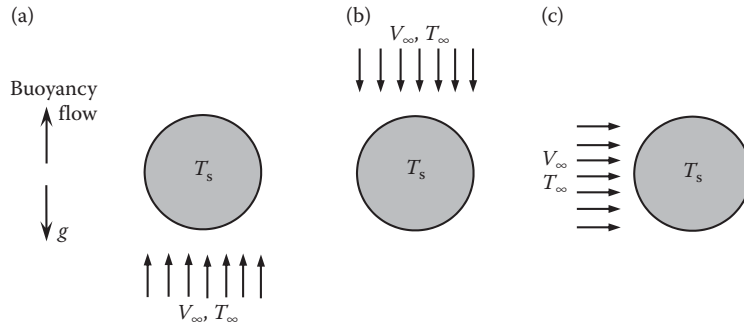 (a)
Buoyancy
flow
g
Tₛ
V∞, T∞
(b)
V∞, T∞
Tₛ
(c)
V∞
T∞
Tₛ